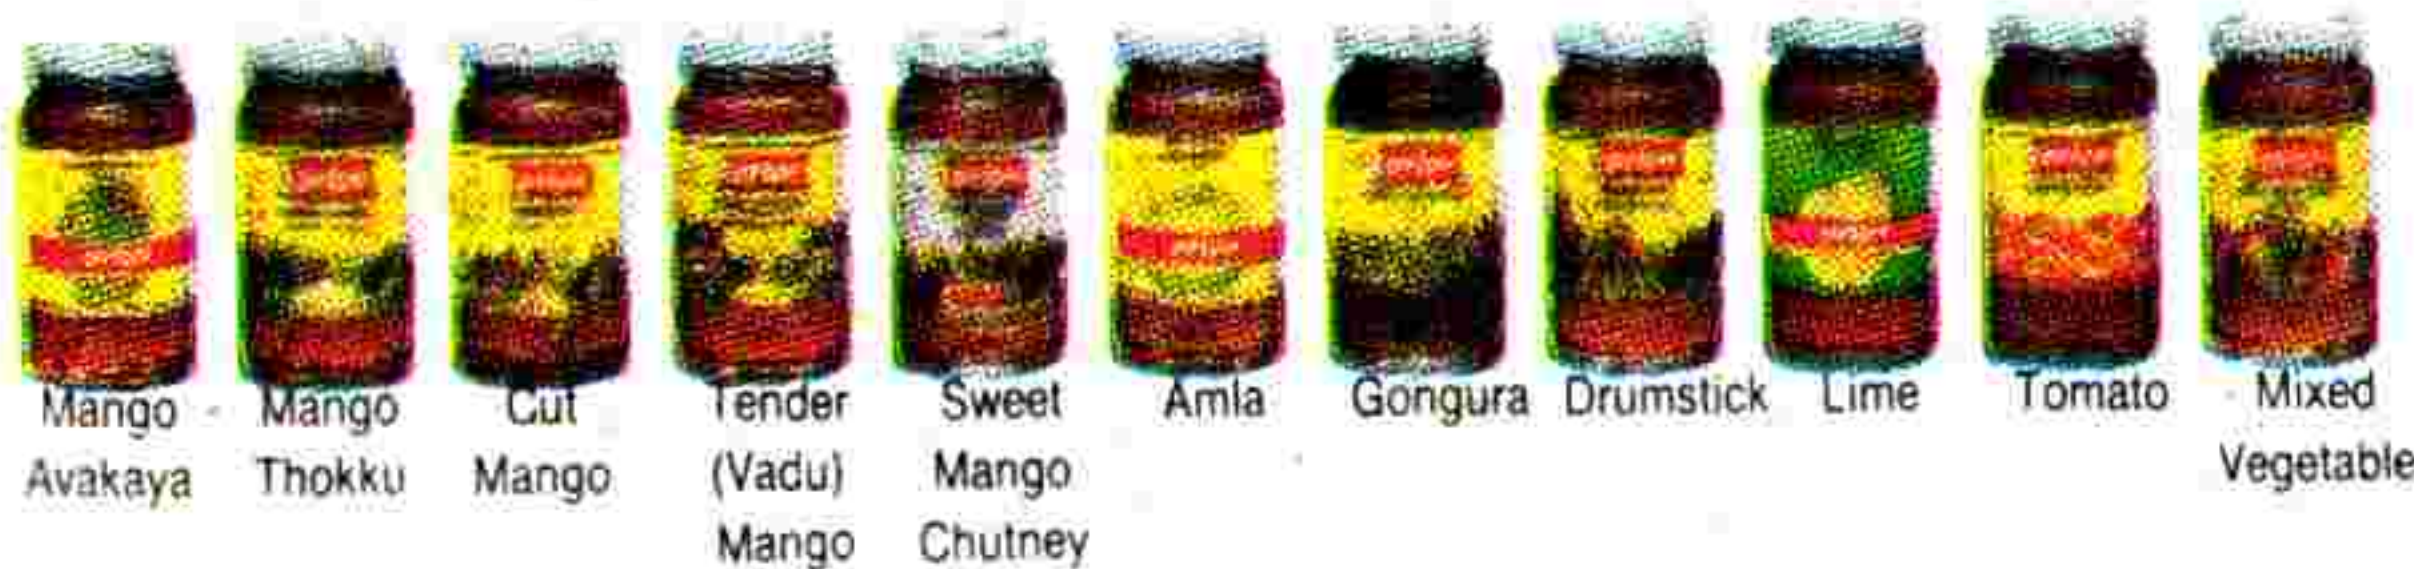 Mango Mango Cut Tender Sweet Amla Gongura Drumstick Lime Tomato Mixed
Avakaya Thokku Mango (Vadu) Mango Vegetable
Mango Chutney